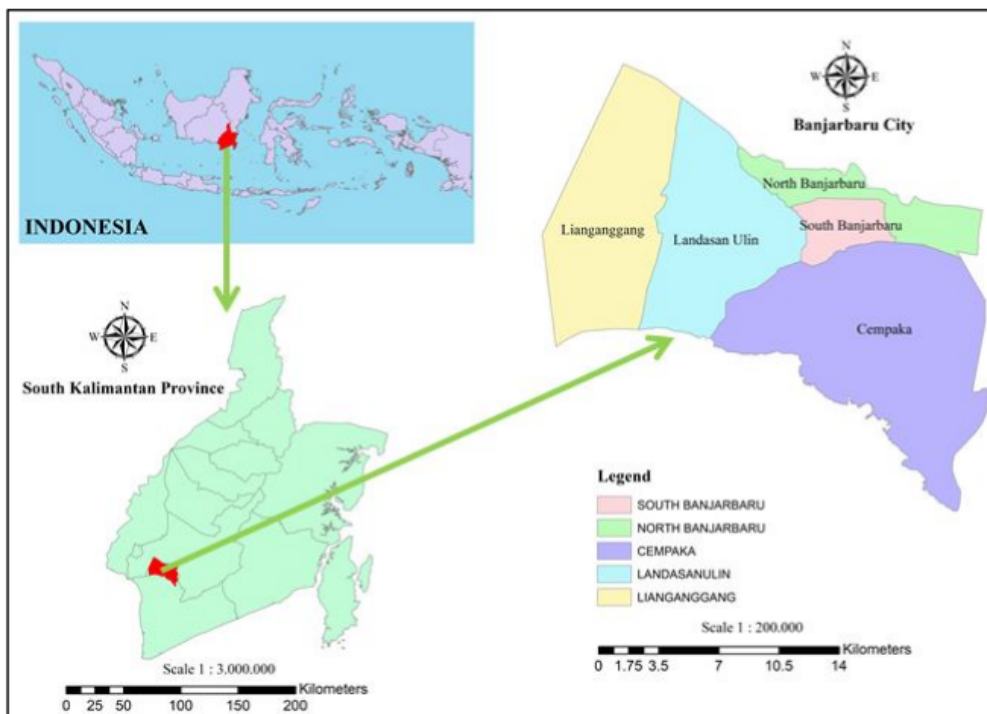 INDONESIA
N
W E
S
South Kalimantan Province
Scale 1 : 3,000.000
Kilometers
0 25 50 100 150 200
N
W E
S
Banjarbaru City
North Banjarbaru
South Banjarbaru
Lianganggang
Landasan Ulin
Cempaka
Legend
SOUTH BANJARBARU
NORTH BANJARBARU
CEMPAKA
LANDASANULIN
LIANGANGGANG
Scale 1 : 200.000
Kilometers
0 1.75 3.5 7 10.5 14